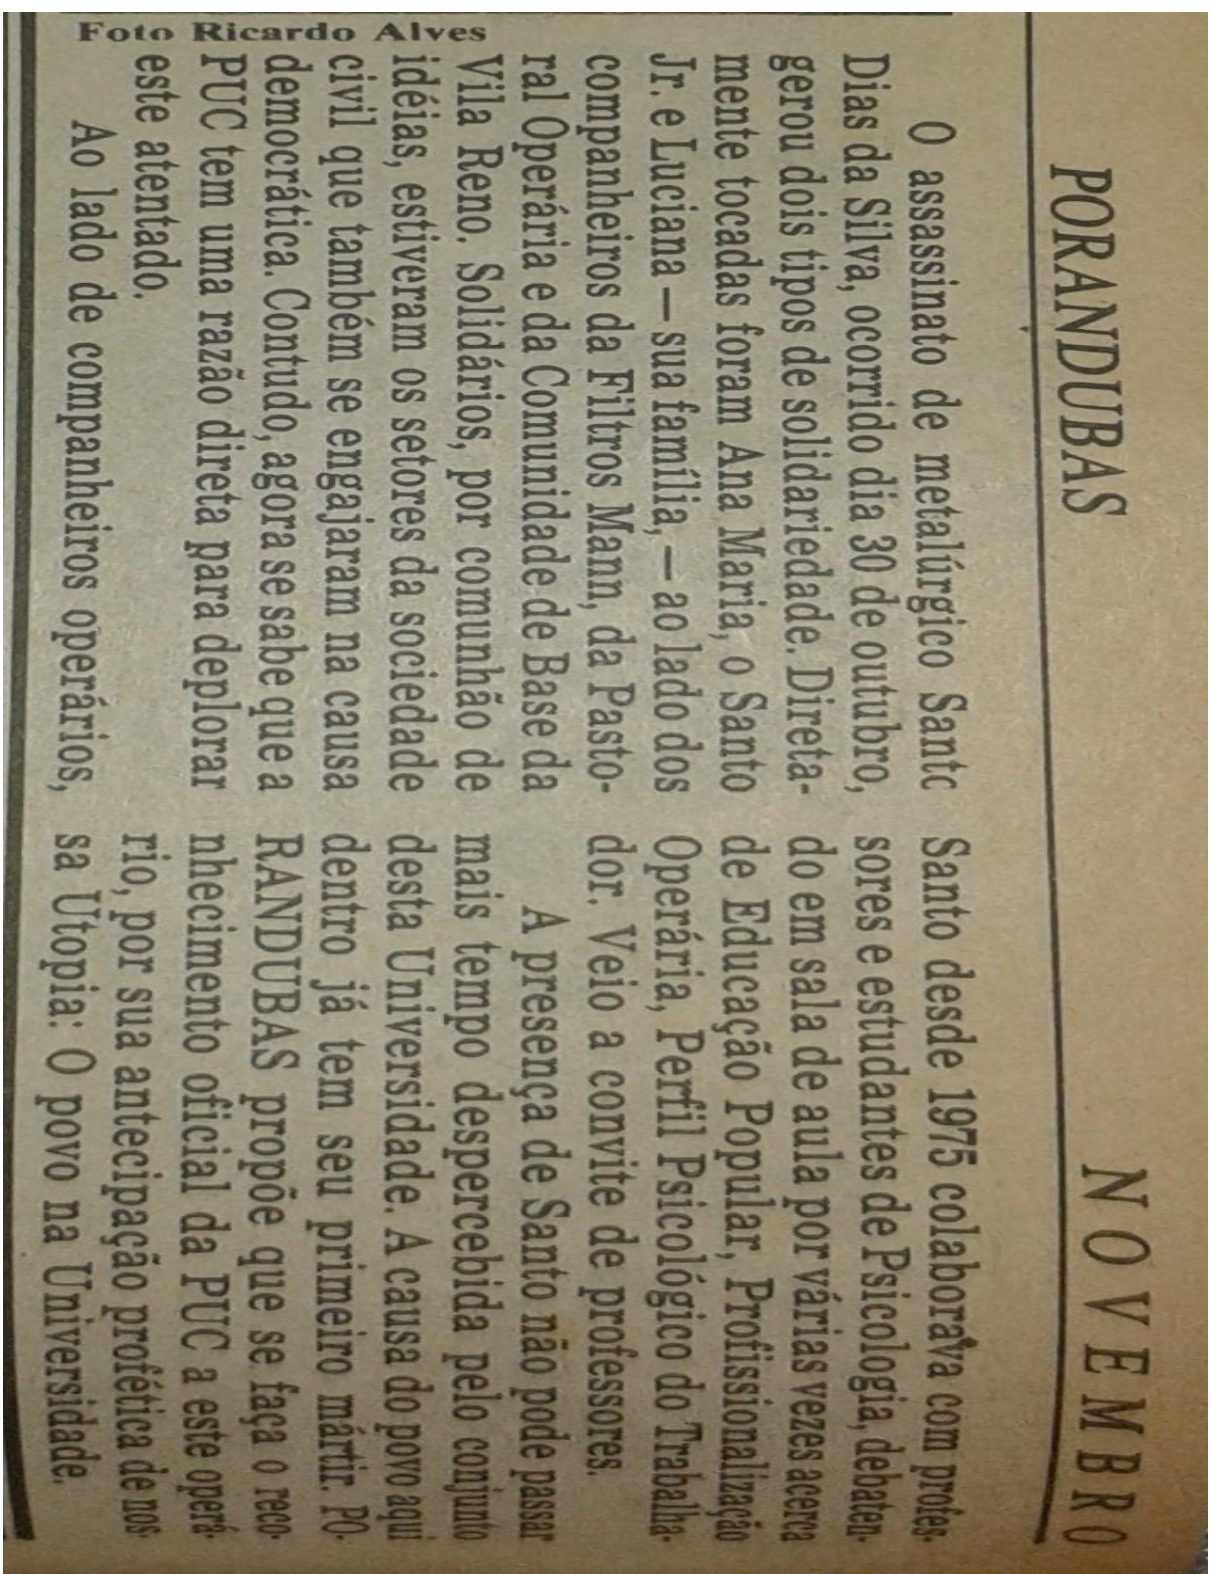 PORANDUBAS
NOVEMBRO
O assassinato de metalúrgico Santo
Dias da Silva, ocorrido dia 30 de outubro,
gerou dois tipos de solidariedade. Direta-
mente tocadas foram Ana Maria, o Santo
Jr. e Luciana — sua família, — ao lado dos
companheiros da Filtros Mann, da Pasto-
ral Operária e da Comunidade de Base da
Vila Reno. Solidários, por comunhão de
idéias, estiveram os setores da sociedade
civil que também se engajaram na causa
democrática. Contudo, agora se sabe que a
PUC tem uma razão direta para deplorar
este atentado.
Ao lado de companheiros operários,
Santo desde 1975 colaborava com profes-
sores e estudantes de Psicologia, debaten-
do em sala de aula por várias vezes acerca
de Educação Popular, Profissionalização
Operária, Perfil Psicológico do Trabalha-
dor. Veio a convite de professores.
A presença de Santo não pode passar
mais tempo despercebida pelo conjunto
desta Universidade. A causa do povo aqui
dentro já tem seu primeiro mártir. PO-
RANDUBAS propõe que se faça o reco-
nhecimento oficial da PUC a este operá-
rio, por sua antecipação profética de nos-
sa Utopia: O povo na Universidade.
Foto Ricardo Alves